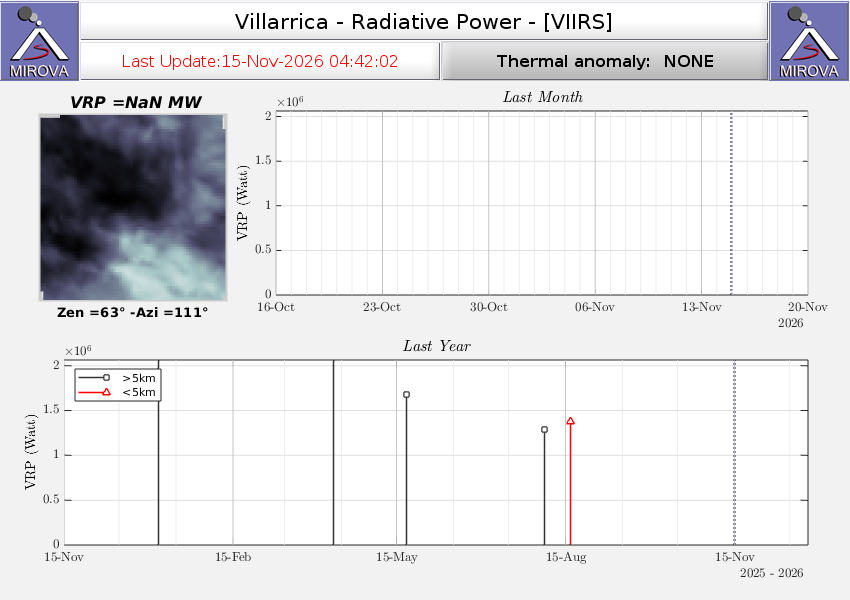 Villarrica - Radiative Power - [VIIRS]
MIROVA
Last Update:15-Nov-2026 04:42:02
Thermal anomaly: NONE
MIROVA
VRP =NaN MW
Zen =63° -Azi =111°
Last Month
×10⁶
VRP (Watt)
2
1.5
1
0.5
0
16-Oct
23-Oct
30-Oct
06-Nov
13-Nov
20-Nov
2026
Last Year
×10⁶
VRP (Watt)
2
1.5
1
0.5
0
>5km
<5km
15-Nov
15-Feb
15-May
15-Aug
15-Nov
2025 - 2026